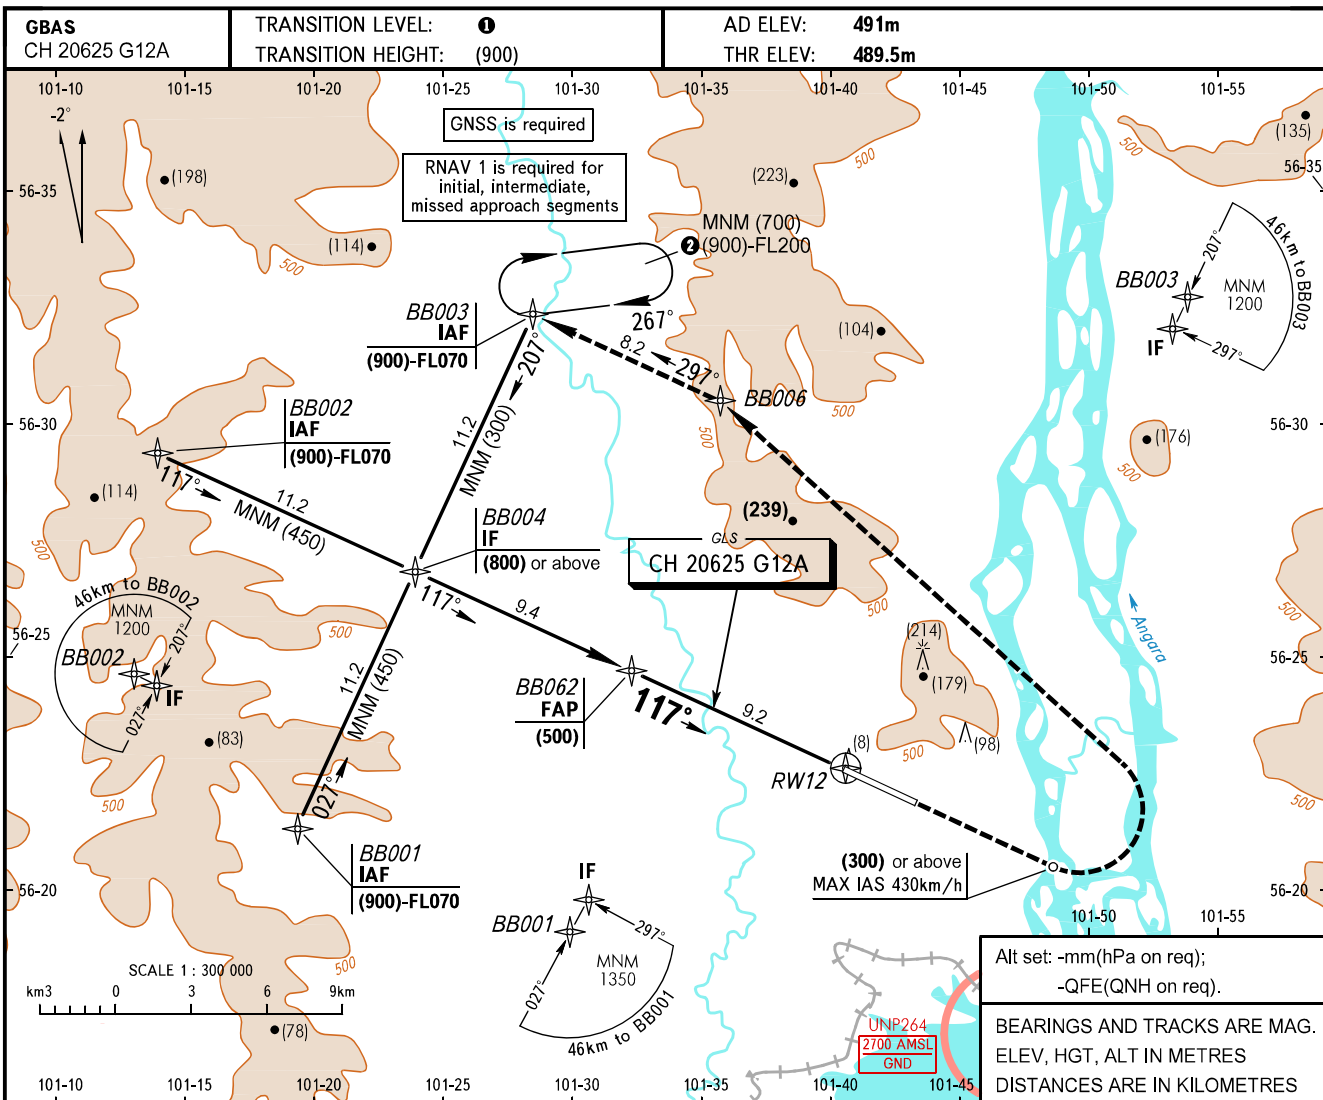 GBAS
CH 20625 G12A
TRANSITION LEVEL: ❶
TRANSITION HEIGHT: (900)
AD ELEV: 491m
THR ELEV: 489.5m
101-10 101-15 101-20 101-25 101-30 101-35 101-40 101-45 101-50 101-55
-2°
GNSS is required
RNAV 1 is required for
initial, intermediate,
missed approach segments
(198)
(114)
500
(223)
500
(135)
500
56-35
56-35
MNM (700)
❷ (900)-FL200
267°
BB003
IAF
(900)-FL070
207°
11.2
MNM (300)
8.2
297°
BB006
(104)
500
500
46km to BB003
207°
BB003
MNM
1200
IF
297°
56-30
56-30
BB002
IAF
(900)-FL070
117°
11.2
MNM (450)
(114)
500
(176)
500
(239)
BB004
IF
(800) or above
GLS
CH 20625 G12A
117°
9.4
500
500
46km to BB002
MNM
1200
207°
BB002
IF
027°
500
500
56-25
56-25
Angara
11.2
MNM (450)
027°
BB062
FAP
(500)
117°
9.2
(214)
(179)
(98)
500
(8)
RW12
(83)
500
500
BB001
IAF
(900)-FL070
(300) or above
MAX IAS 430km/h
56-20
56-20
IF
BB001
297°
027°
MNM
1350
46km to BB001
101-50 101-55
SCALE 1 : 300 000
km3 0 3 6 9km
500
(78)
UNP264
2700 AMSL
GND
Alt set: -mm(hPa on req);
-QFE(QNH on req).
BEARINGS AND TRACKS ARE MAG.
ELEV, HGT, ALT IN METRES
DISTANCES ARE IN KILOMETRES
101-10 101-15 101-20 101-25 101-30 101-35 101-40 101-45